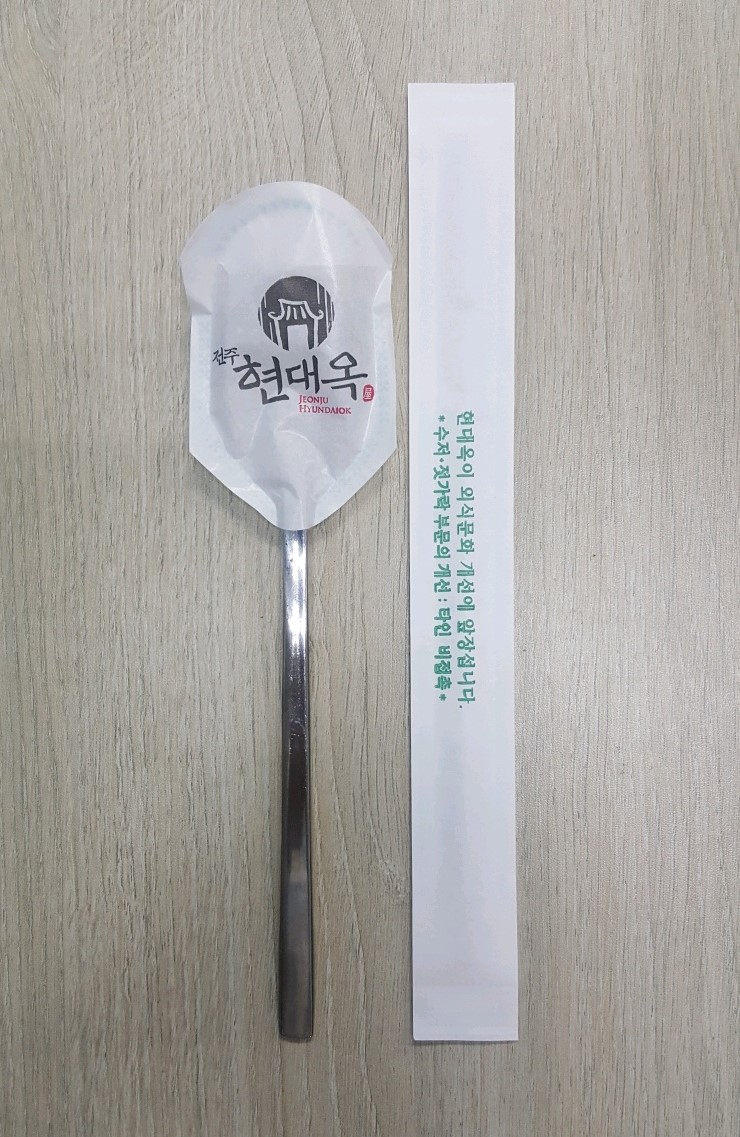 전주
현대옥
JEONJU
HYUNDAIOK
현대옥이 외식문화 개선에 앞장섭니다.
* 수저·젓가락 부문의 개선 : 타인 비접촉 *